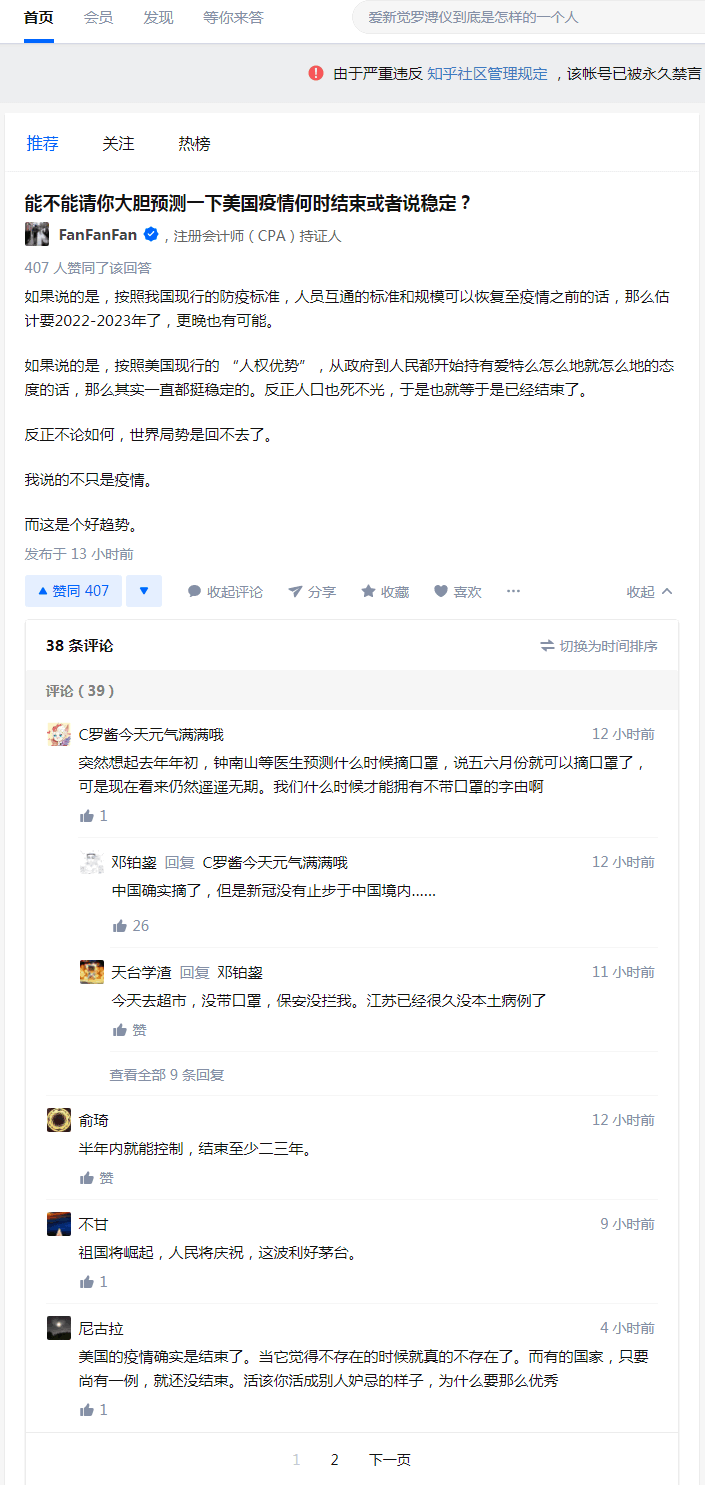 首页 会员 发现 等你来答 爱新觉罗溥仪到底是怎样的一个人
由于严重违反 知乎社区管理规定 ，该帐号已被永久禁言
推荐 关注 热榜
能不能请你大胆预测一下美国疫情何时结束或者说稳定？
FanFanFan ，注册会计师（CPA）持证人
407 人赞同了该回答
如果说的是，按照我国现行的防疫标准，人员互通的标准和规模可以恢复至疫情之前的话，那么估
计要2022-2023年了，更晚也有可能。
如果说的是，按照美国现行的 “人权优势”，从政府到人民都开始持有爱特么怎么地就怎么地的态
度的话，那么其实一直都挺稳定的。反正人口也死不光，于是也就等于是已经结束了。
反正不论如何，世界局势是回不去了。
我说的不只是疫情。
而这是个好趋势。
发布于 13 小时前
赞同 407 收起评论 分享 收藏 喜欢 ··· 收起
38 条评论 切换为时间排序
评论（39）
C罗酱今天元气满满哦 12 小时前
突然想起去年年初，钟南山等医生预测什么时候摘口罩，说五六月份就可以摘口罩了，
可是现在看来仍然遥遥无期。我们什么时候才能拥有不带口罩的字由啊
1
邓铂鋆 回复 C罗酱今天元气满满哦 12 小时前
中国确实摘了，但是新冠没有止步于中国境内……
26
天台学渣 回复 邓铂鋆 11 小时前
今天去超市，没带口罩，保安没拦我。江苏已经很久没本土病例了
赞
查看全部 9 条回复
俞琦 12 小时前
半年内就能控制，结束至少二三年。
赞
不甘 9 小时前
祖国将崛起，人民将庆祝，这波利好茅台。
1
尼古拉 4 小时前
美国的疫情确实是结束了。当它觉得不存在的时候就真的不存在了。而有的国家，只要
尚有一例，就还没结束。活该你活成别人妒忌的样子，为什么要那么优秀
1
1 2 下一页